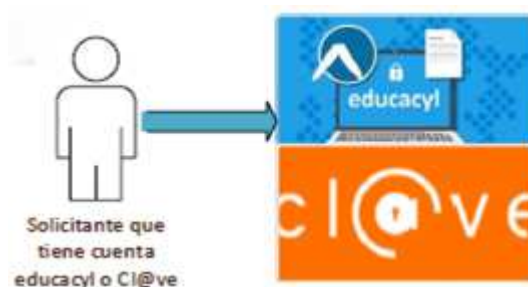 educacyl
cl@ve
Solicitante que
tiene cuenta
educacyl o Cl@ve